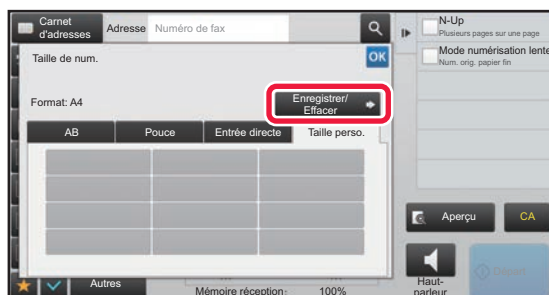 Carnet
d'adresses
Adresse
Numéro de fax
N-Up
Plusieurs pages sur une page
Mode numérisation lente
Num. orig. papier fin
Taille de num.
OK
Format: A4
Enregistrer/
Effacer
AB
Pouce
Entrée directe
Taille perso.
Aperçu
CA
Départ
Autres
Mémoire réception:
100%
Haut-
parleur